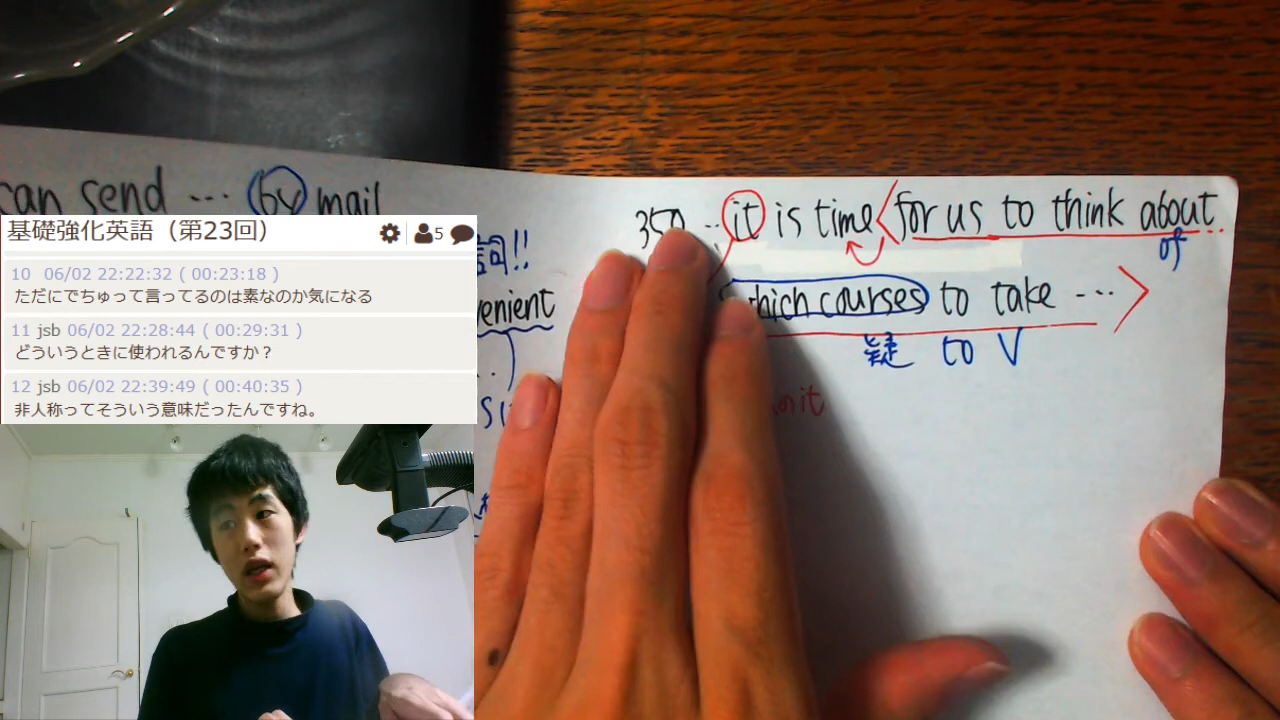 can send … by mail
基礎強化英語（第23回） 5
10 06/02 22:22:32 ( 00:23:18 )
ただにでちゅって言ってるのは素なのか気になる
11 jsb 06/02 22:28:44 ( 00:29:31 )
どういうときに使われるんですか？
12 jsb 06/02 22:39:49 ( 00:40:35 )
非人称ってそういう意味だったんですね。
詞!!
venient
350 … it is time for us to think about …
of
which courses to take …
疑 to V
のit